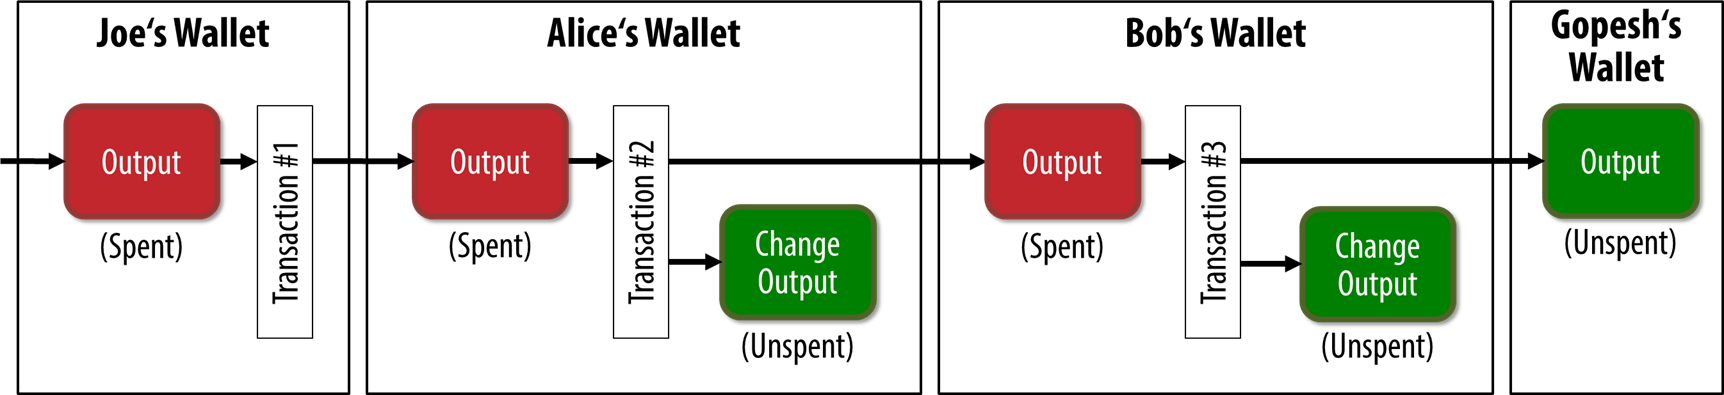 Joe‘s Wallet
Output
(Spent)
Transaction #1
Alice‘s Wallet
Output
(Spent)
Transaction #2
Change
Output
(Unspent)
Bob‘s Wallet
Output
(Spent)
Transaction #3
Change
Output
(Unspent)
Gopesh‘s
Wallet
Output
(Unspent)